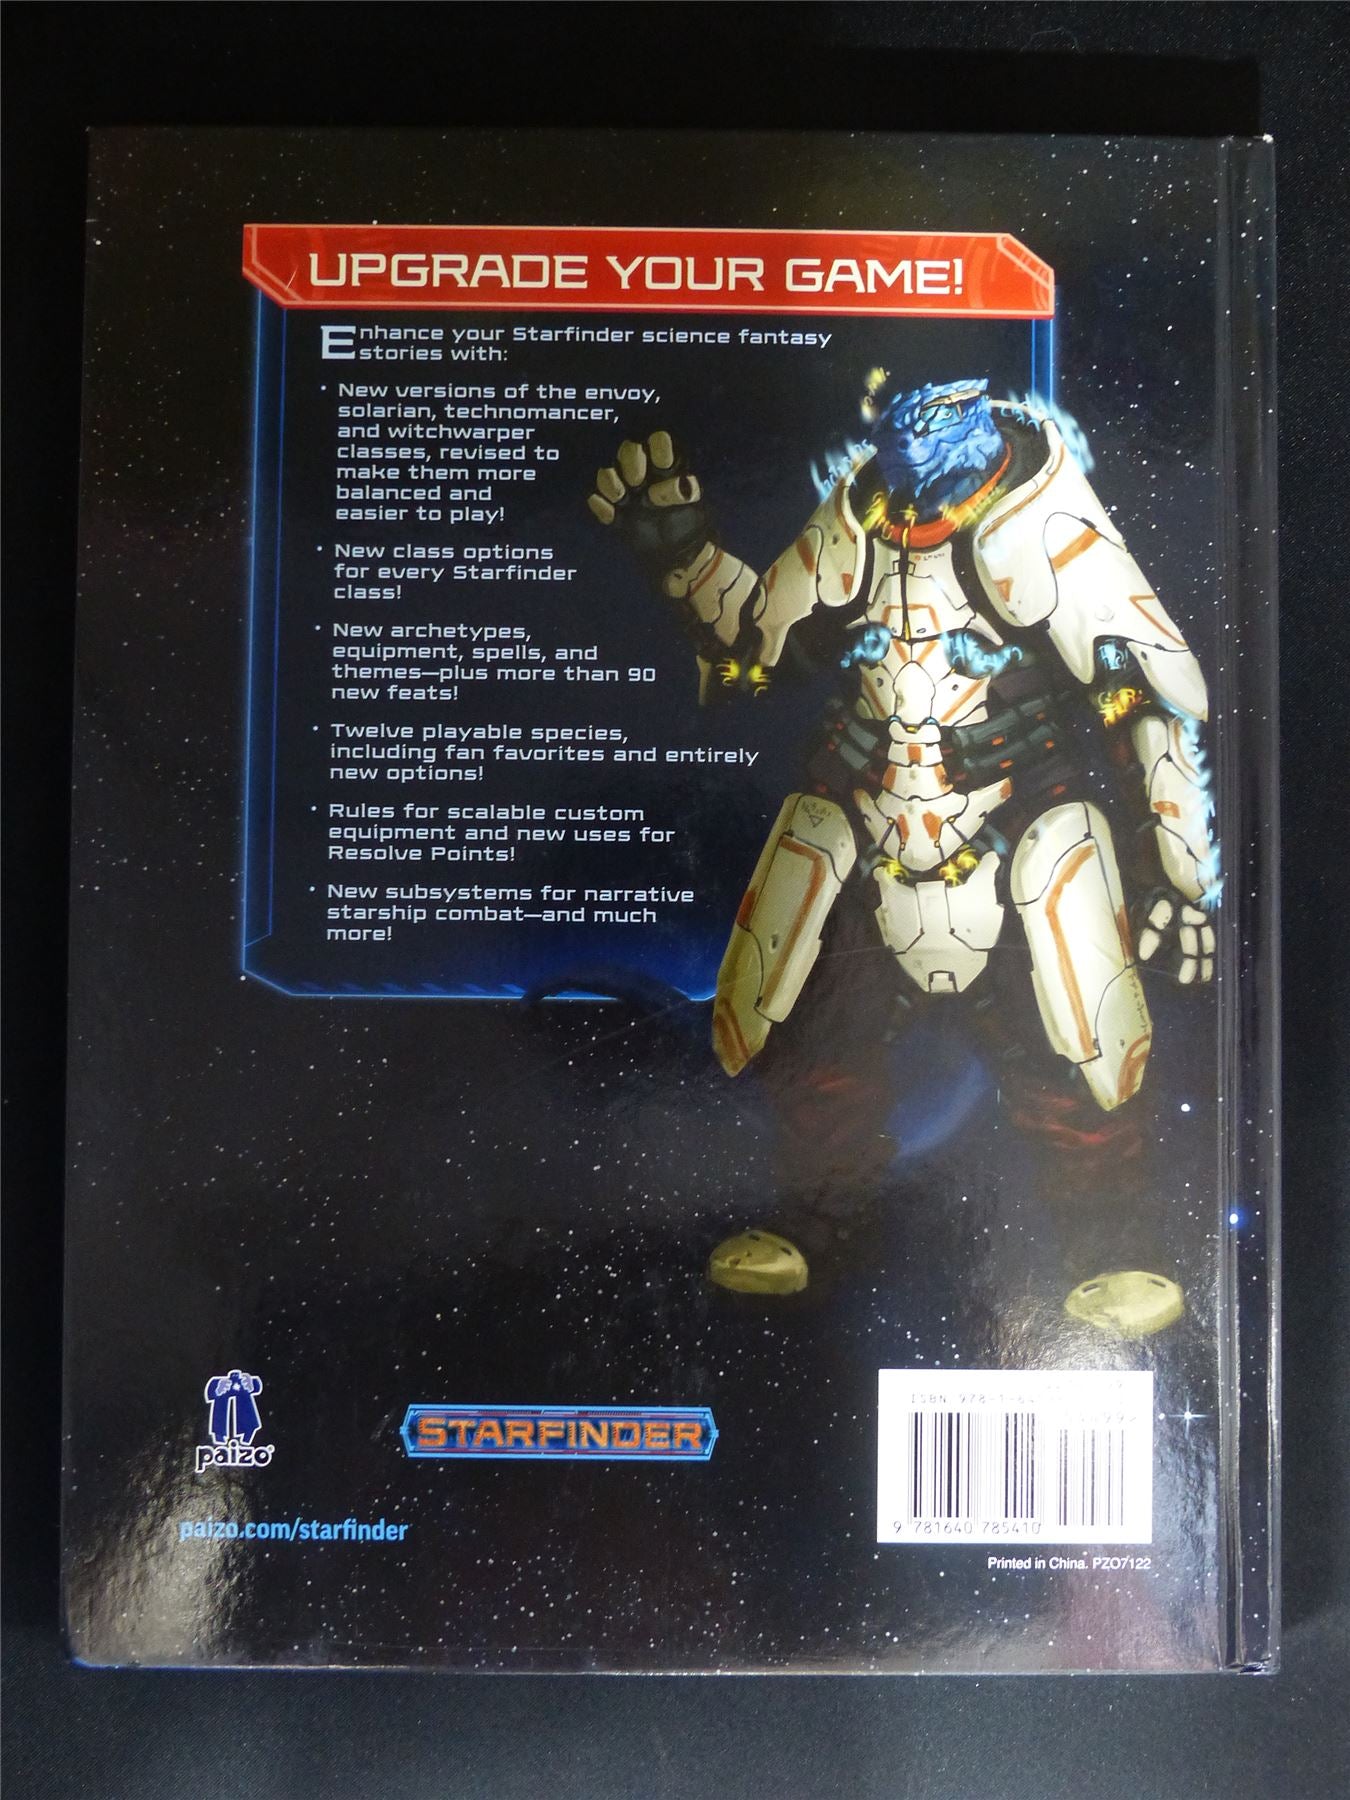 UPGRADE YOUR GAME!
Enhance your Starfinder science fantasy
stories with:
• New versions of the envoy,
solarian, technomancer,
and witchwarper
classes, revised to
make them more
balanced and
easier to play!
• New class options
for every Starfinder
class!
• New archetypes,
equipment, spells, and
themes—plus more than 90
new feats!
• Twelve playable species,
including fan favorites and entirely
new options!
• Rules for scalable custom
equipment and new uses for
Resolve Points!
• New subsystems for narrative
starship combat—and much
more!
paizo®
STARFINDER
paizo.com/starfinder
ISBN 978-1-64
9 781640 785410
Printed in China. PZO7122